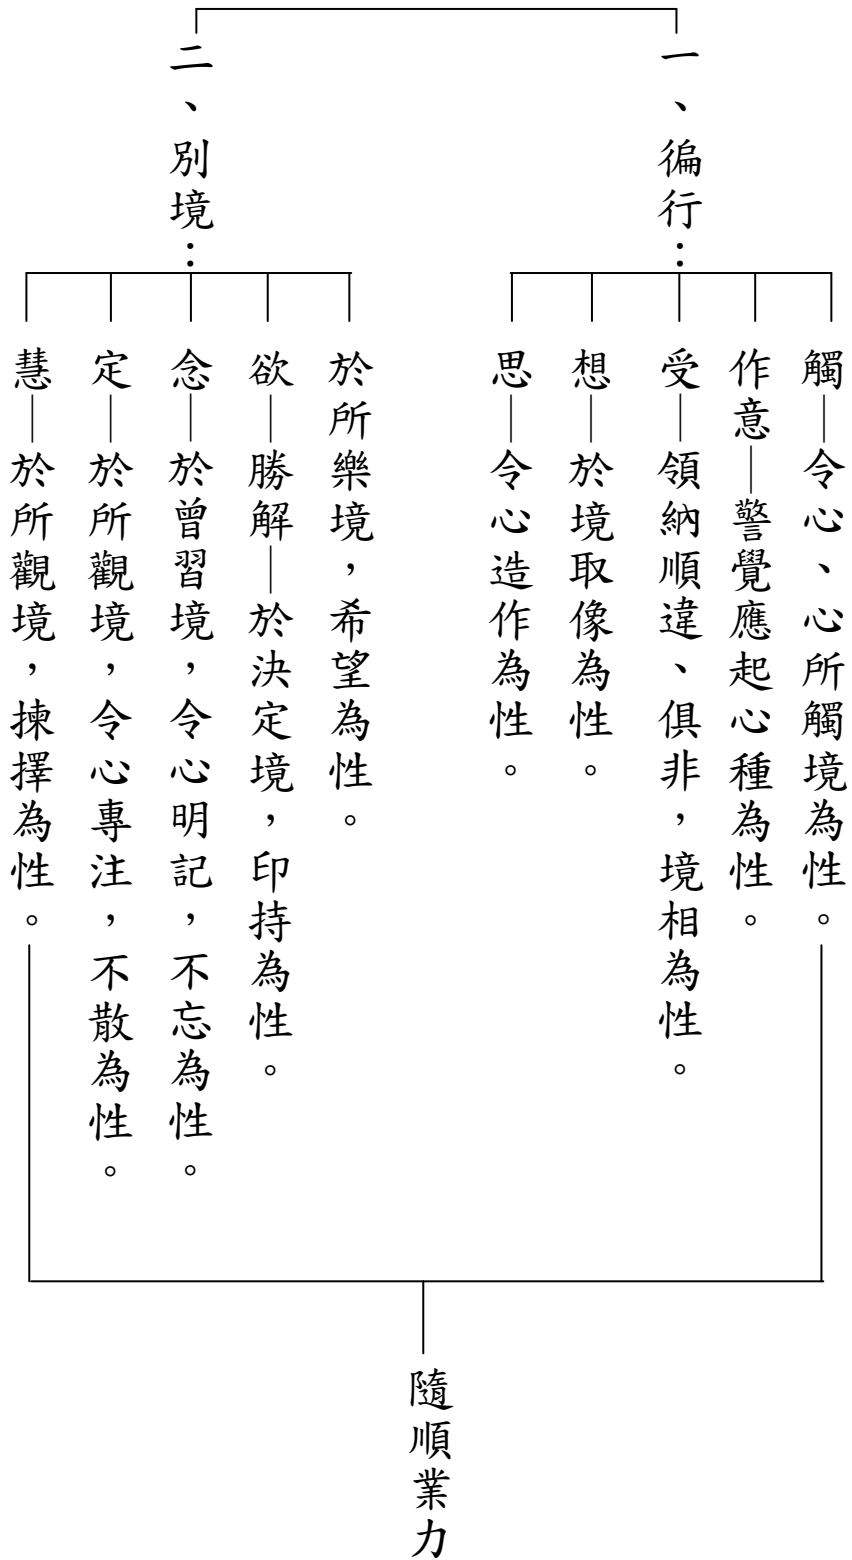 一、徧行：
觸—令心、心所觸境為性。
作意—警覺應起心種為性。
受—領納順違、俱非，境相為性。
想—於境取像為性。
思—令心造作為性。
二、別境：
於所樂境，希望為性。
欲—勝解—於決定境，印持為性。
念—於曾習境，令心明記，不忘為性。
定—於所觀境，令心專注，不散為性。
慧—於所觀境，揀擇為性。
隨順業力